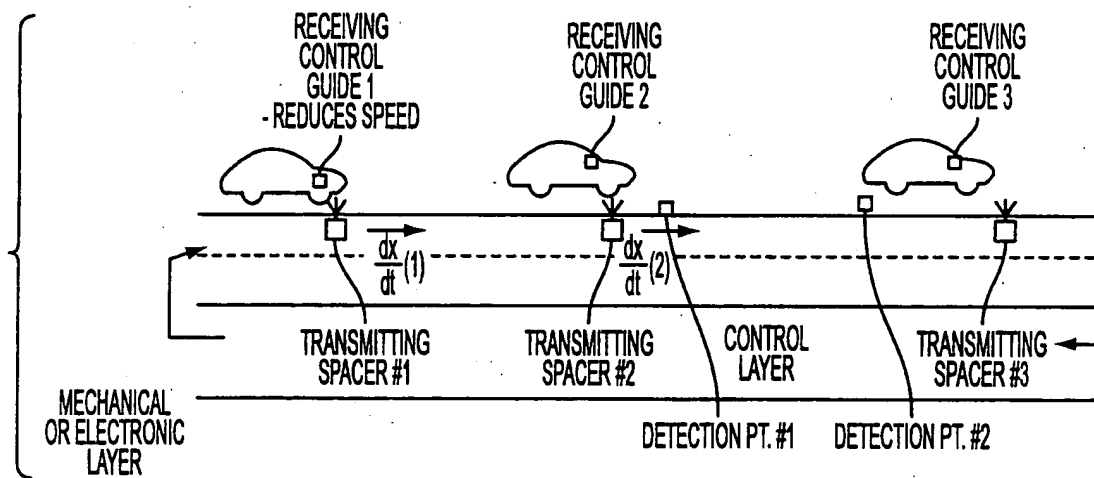 RECEIVING
CONTROL
GUIDE 1
- REDUCES SPEED
RECEIVING
CONTROL
GUIDE 2
RECEIVING
CONTROL
GUIDE 3
dx
dt
(1)
dx
dt
(2)
TRANSMITTING
SPACER #1
TRANSMITTING
SPACER #2
CONTROL
LAYER
TRANSMITTING
SPACER #3
MECHANICAL
OR ELECTRONIC
LAYER
DETECTION PT. #1
DETECTION PT. #2